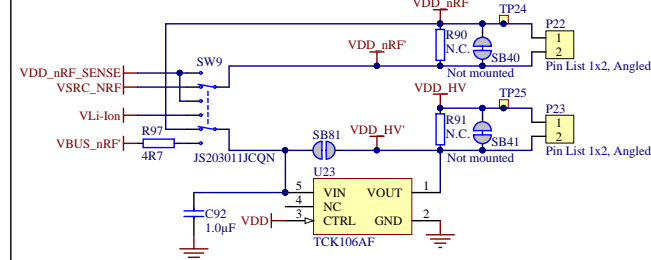 VDD_nRF
TP24
P22
R90
N.C.
SB40
1
2
Pin List 1x2, Angled
Not mounted
SW9
VDD_nRF'
VDD_nRF_SENSE
VSRC_NRF
VLi-Ion
VBUS_nRF'
R97
4R7
JS203011JCQN
VDD_HV
TP25
P23
R91
N.C.
SB41
1
2
Pin List 1x2, Angled
Not mounted
SB81
VDD_HV'
U23
5 VIN VOUT 1
4 NC
VDD 3 CTRL GND 2
TCK106AF
C92
1.0µF